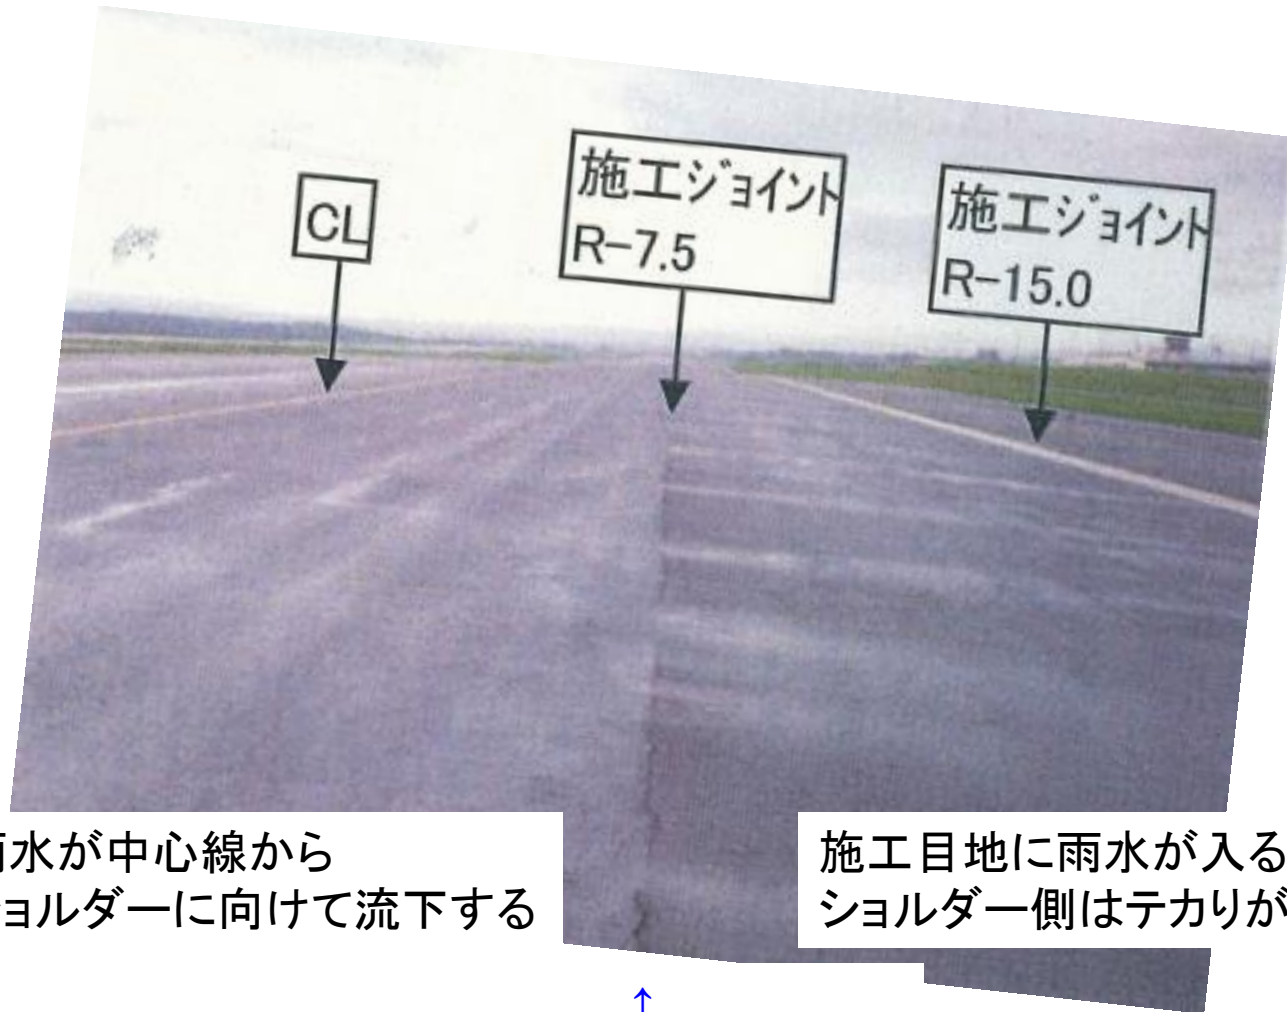 CL
施工ジョイント
R-7.5
施工ジョイント
R-15.0
雨水が中心線から
ショルダーに向けて流下する
施工目地に雨水が入る
ショルダー側はテカりが
↑